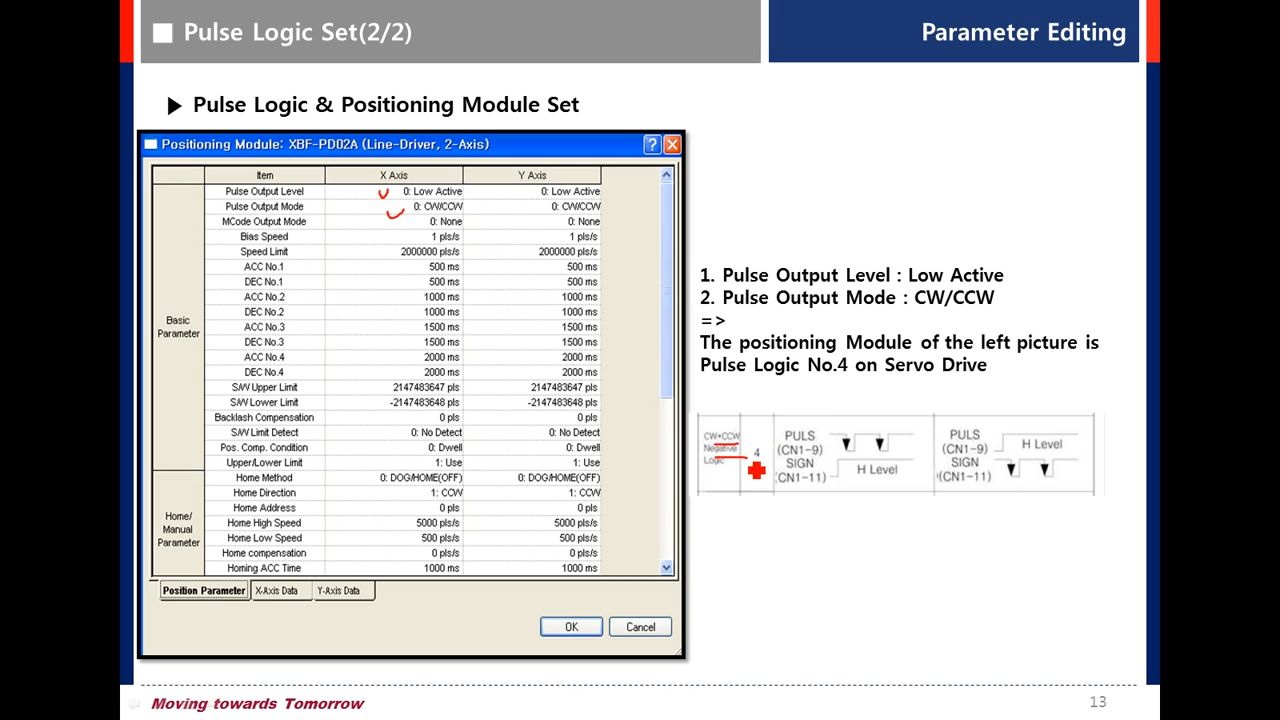 Pulse Logic Set(2/2)
Parameter Editing
Pulse Logic & Positioning Module Set
Positioning Module: XBF-PD02A (Line-Driver, 2-Axis)
Item X Axis Y Axis
Basic Parameter
Pulse Output Level 0: Low Active 0: Low Active
Pulse Output Mode 0: CW/CCW 0: CW/CCW
MCode Output Mode 0: None 0: None
Bias Speed 1 pls/s 1 pls/s
Speed Limit 2000000 pls/s 2000000 pls/s
ACC No.1 500 ms 500 ms
DEC No.1 500 ms 500 ms
ACC No.2 1000 ms 1000 ms
DEC No.2 1000 ms 1000 ms
ACC No.3 1500 ms 1500 ms
DEC No.3 1500 ms 1500 ms
ACC No.4 2000 ms 2000 ms
DEC No.4 2000 ms 2000 ms
S/W Upper Limit 2147483647 pls 2147483647 pls
S/W Lower Limit -2147483648 pls -2147483648 pls
Backlash Compensation 0 pls 0 pls
S/W Limit Detect 0: No Detect 0: No Detect
Pos. Comp. Condition 0: Dwell 0: Dwell
Upper/Lower Limit 1: Use 1: Use
Home/
Manual
Parameter
Home Method 0: DOG/HOME(OFF) 0: DOG/HOME(OFF)
Home Direction 1: CCW 1: CCW
Home Address 0 pls 0 pls
Home High Speed 5000 pls/s 5000 pls/s
Home Low Speed 500 pls/s 500 pls/s
Home compensation 0 pls/s 0 pls/s
Homing ACC Time 1000 ms 1000 ms
Position Parameter X-Axis Data Y-Axis Data
OK Cancel
1. Pulse Output Level : Low Active
2. Pulse Output Mode : CW/CCW
=>
The positioning Module of the left picture is
Pulse Logic No.4 on Servo Drive
CW+CCW
Negative
Logic
4
PULS
(CN1-9)
SIGN
(CN1-11)
H Level
PULS
(CN1-9)
SIGN
(CN1-11)
H Level
Moving towards Tomorrow
13